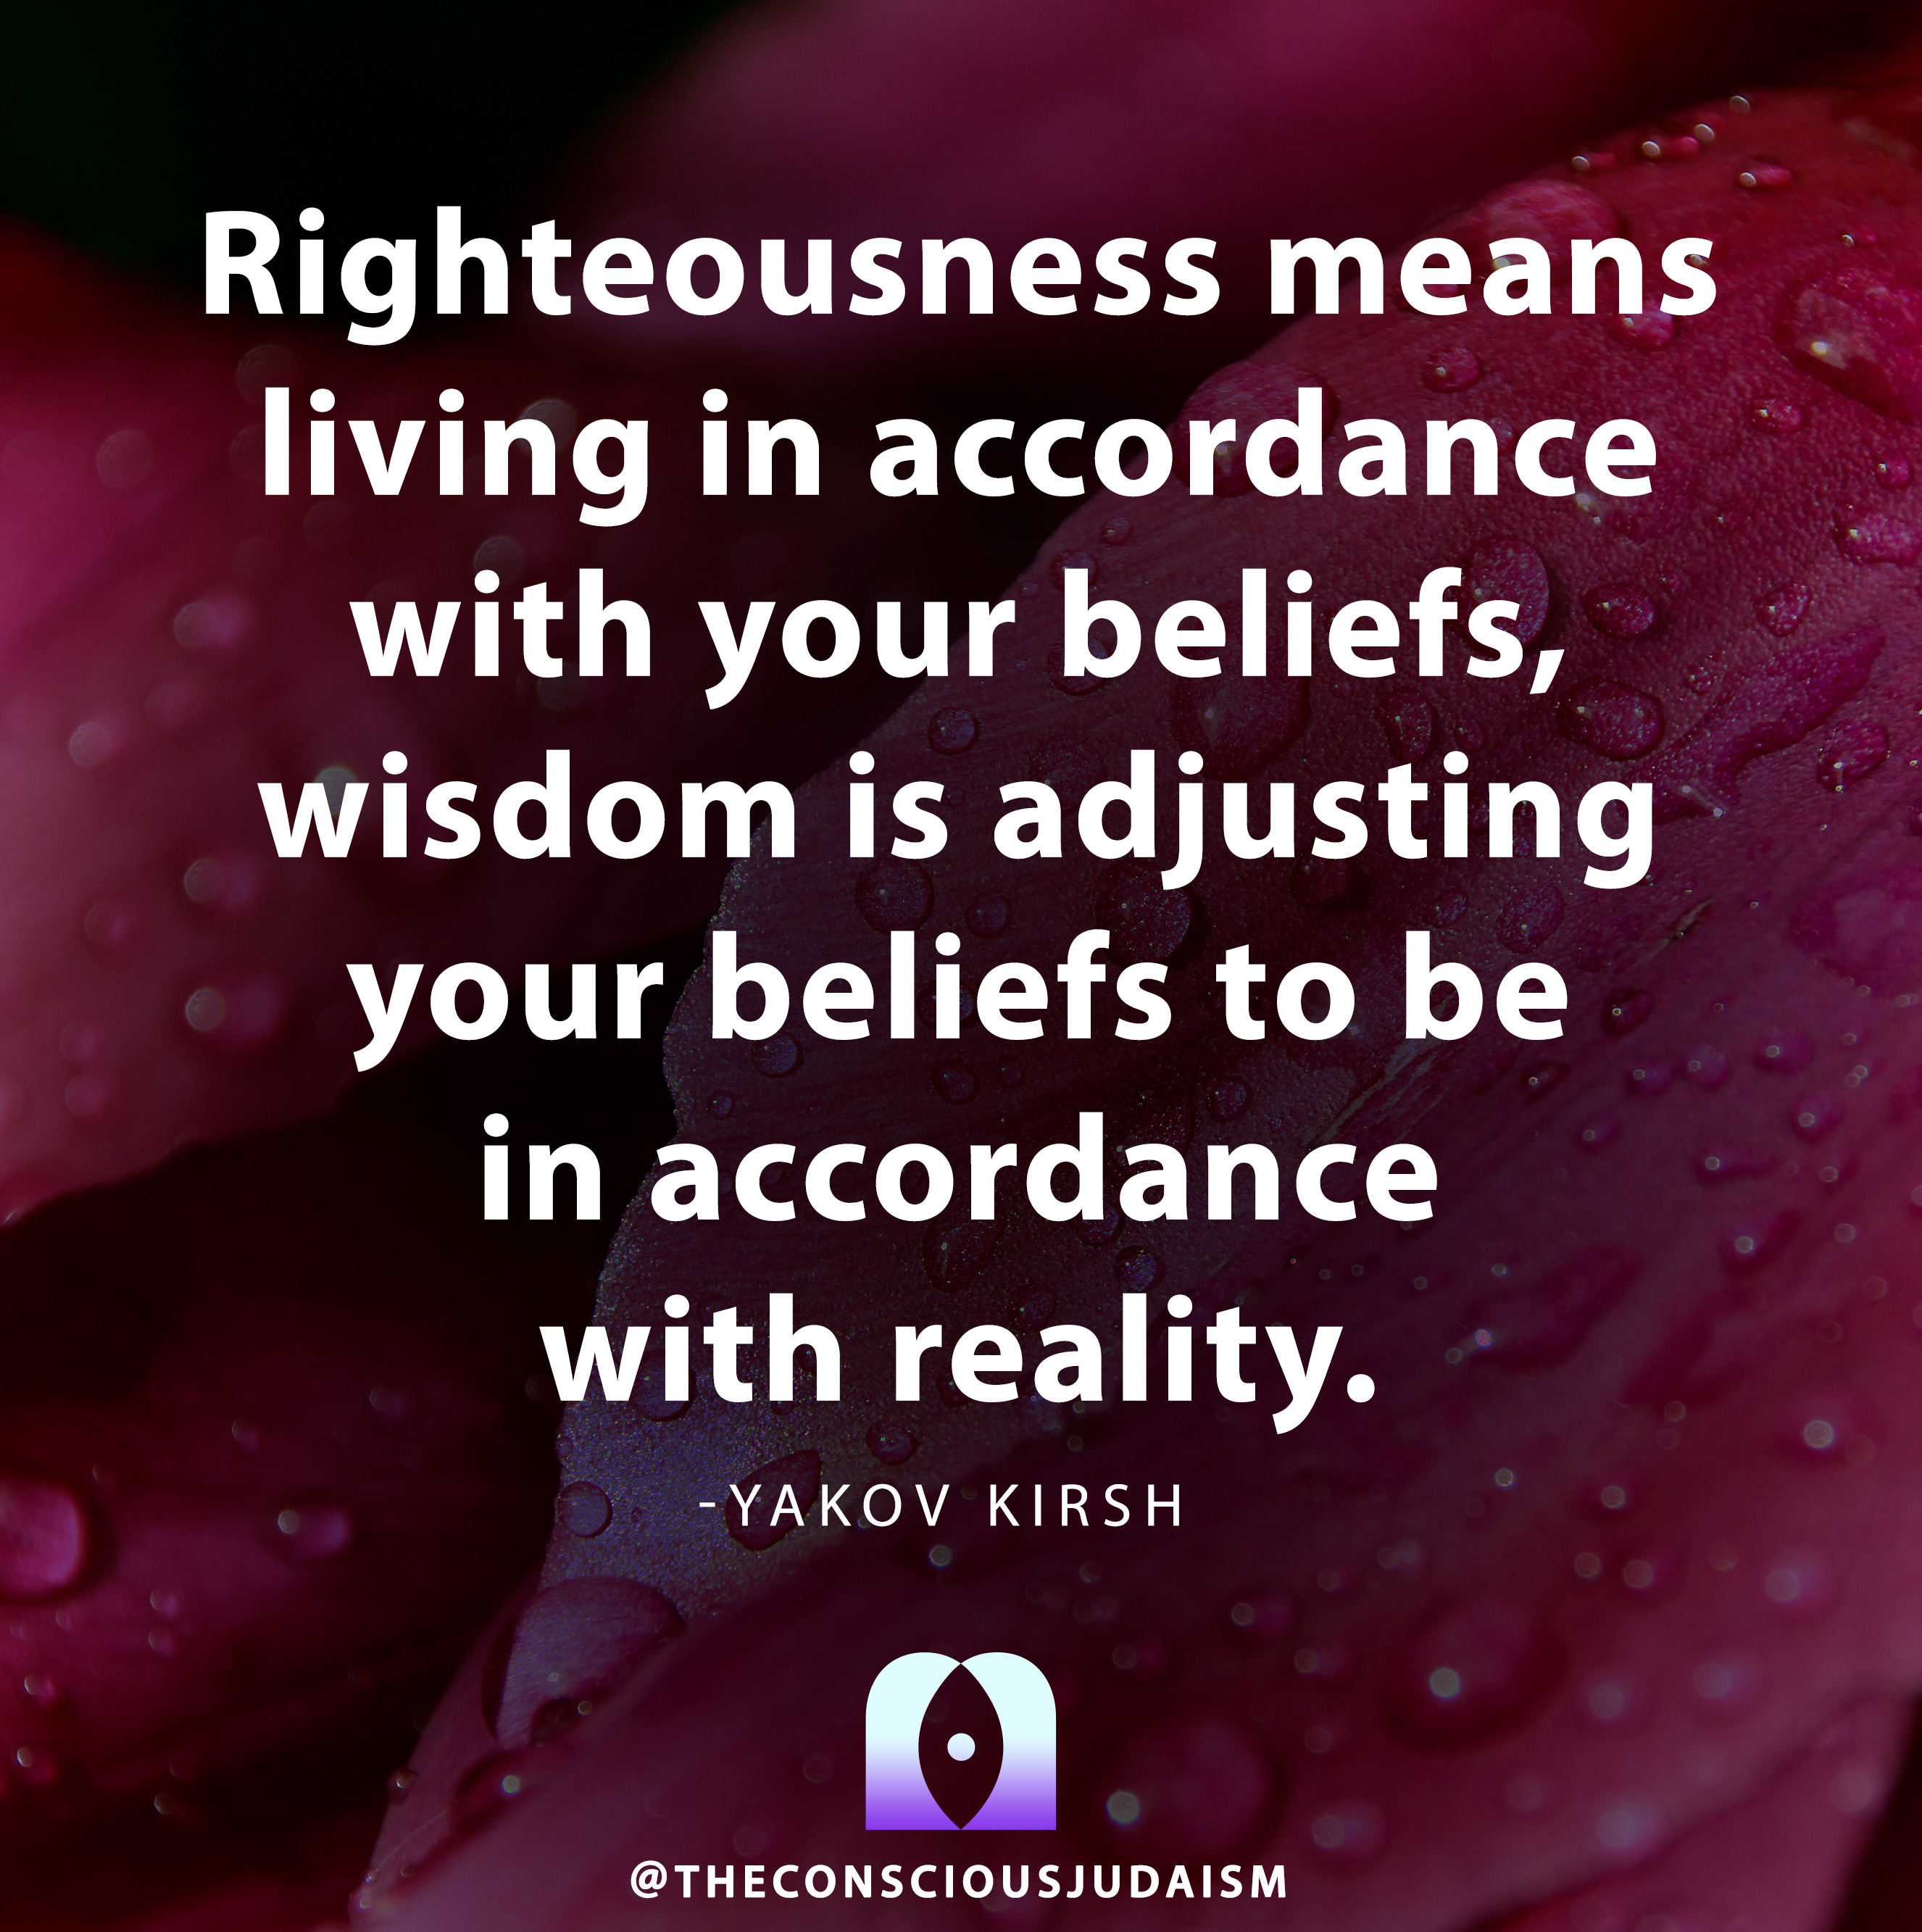 Righteousness means
living in accordance
with your beliefs,
wisdom is adjusting
your beliefs to be
in accordance
with reality.
-YAKOV KIRSH
@THECONSCIOUSJUDAISM